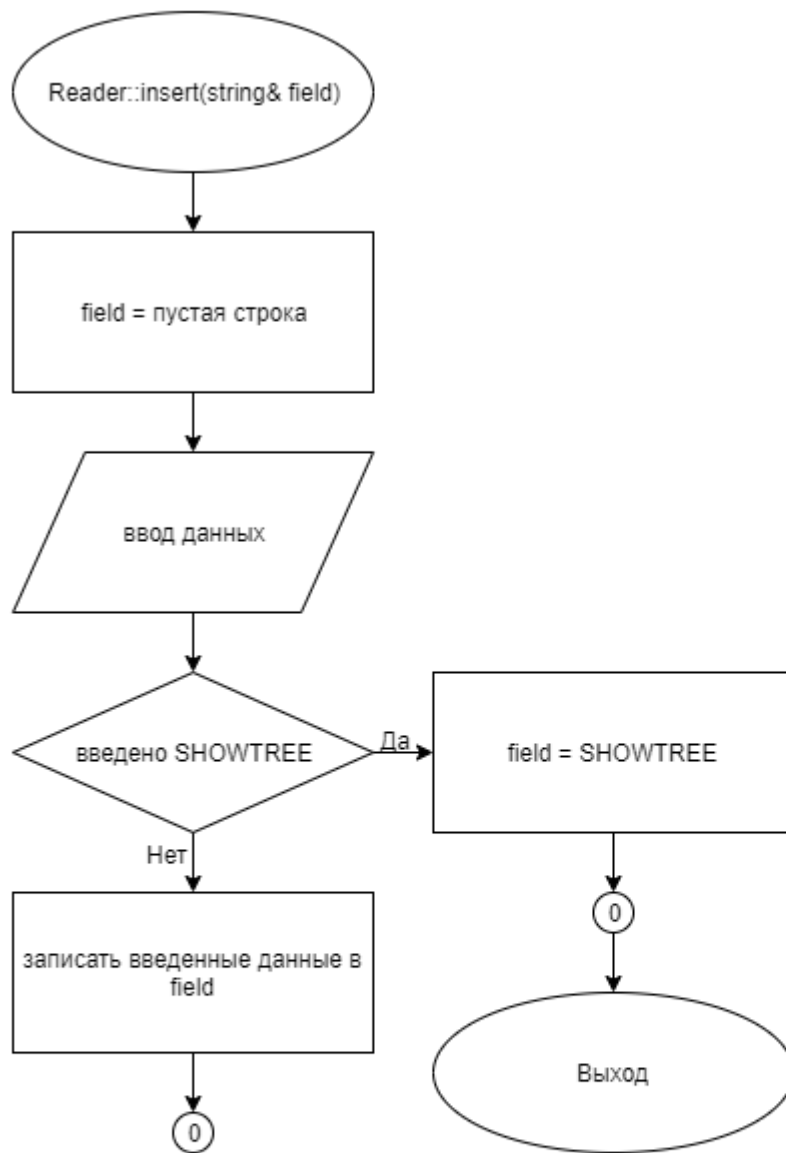 Reader::insert(string& field)
field = пустая строка
ввод данных
введено SHOWTREE
Да
field = SHOWTREE
Нет
0
записать введенные данные в
field
Выход
0